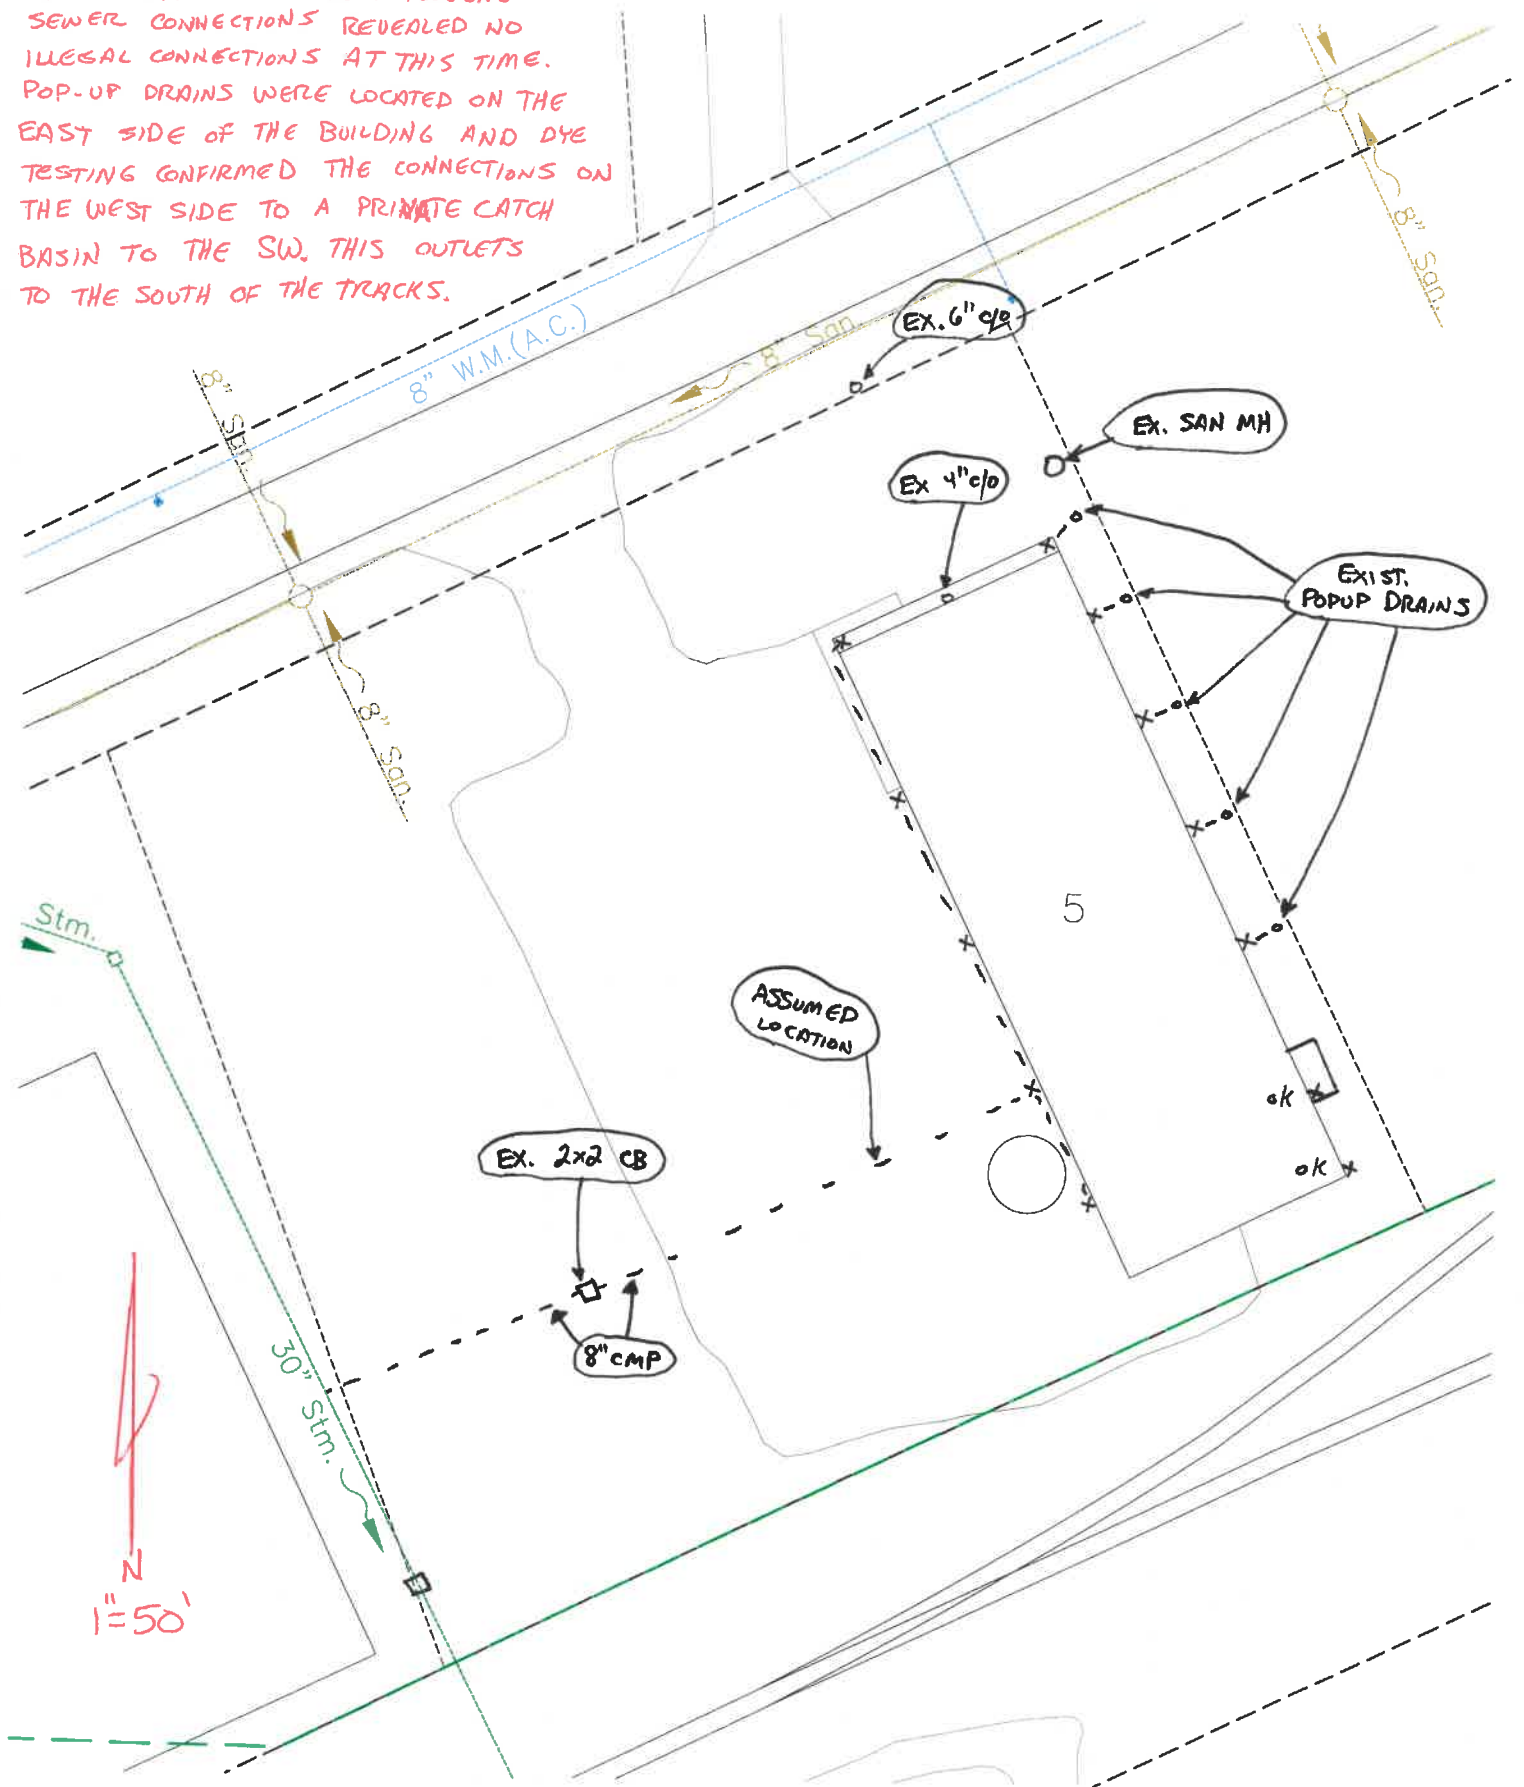 SEWER CONNECTIONS REVEALED NO
ILLEGAL CONNECTIONS AT THIS TIME.
POP-UP DRAINS WERE LOCATED ON THE
EAST SIDE OF THE BUILDING AND DYE
TESTING CONFIRMED THE CONNECTIONS ON
THE WEST SIDE TO A PRIVATE CATCH
BASIN TO THE SW. THIS OUTLETS
TO THE SOUTH OF THE TRACKS.
8" San.
8" W.M.(A.C.)
8" San.
EX. 6" c/o
8" San.
EX. SAN MH
EX 4" c/o
EXIST.
POPUP DRAINS
8" San.
5
Stm.
ASSUMED
LOCATION
ok
ok
EX. 2x2 CB
8" CMP
30" Stm.
N
1"=50'